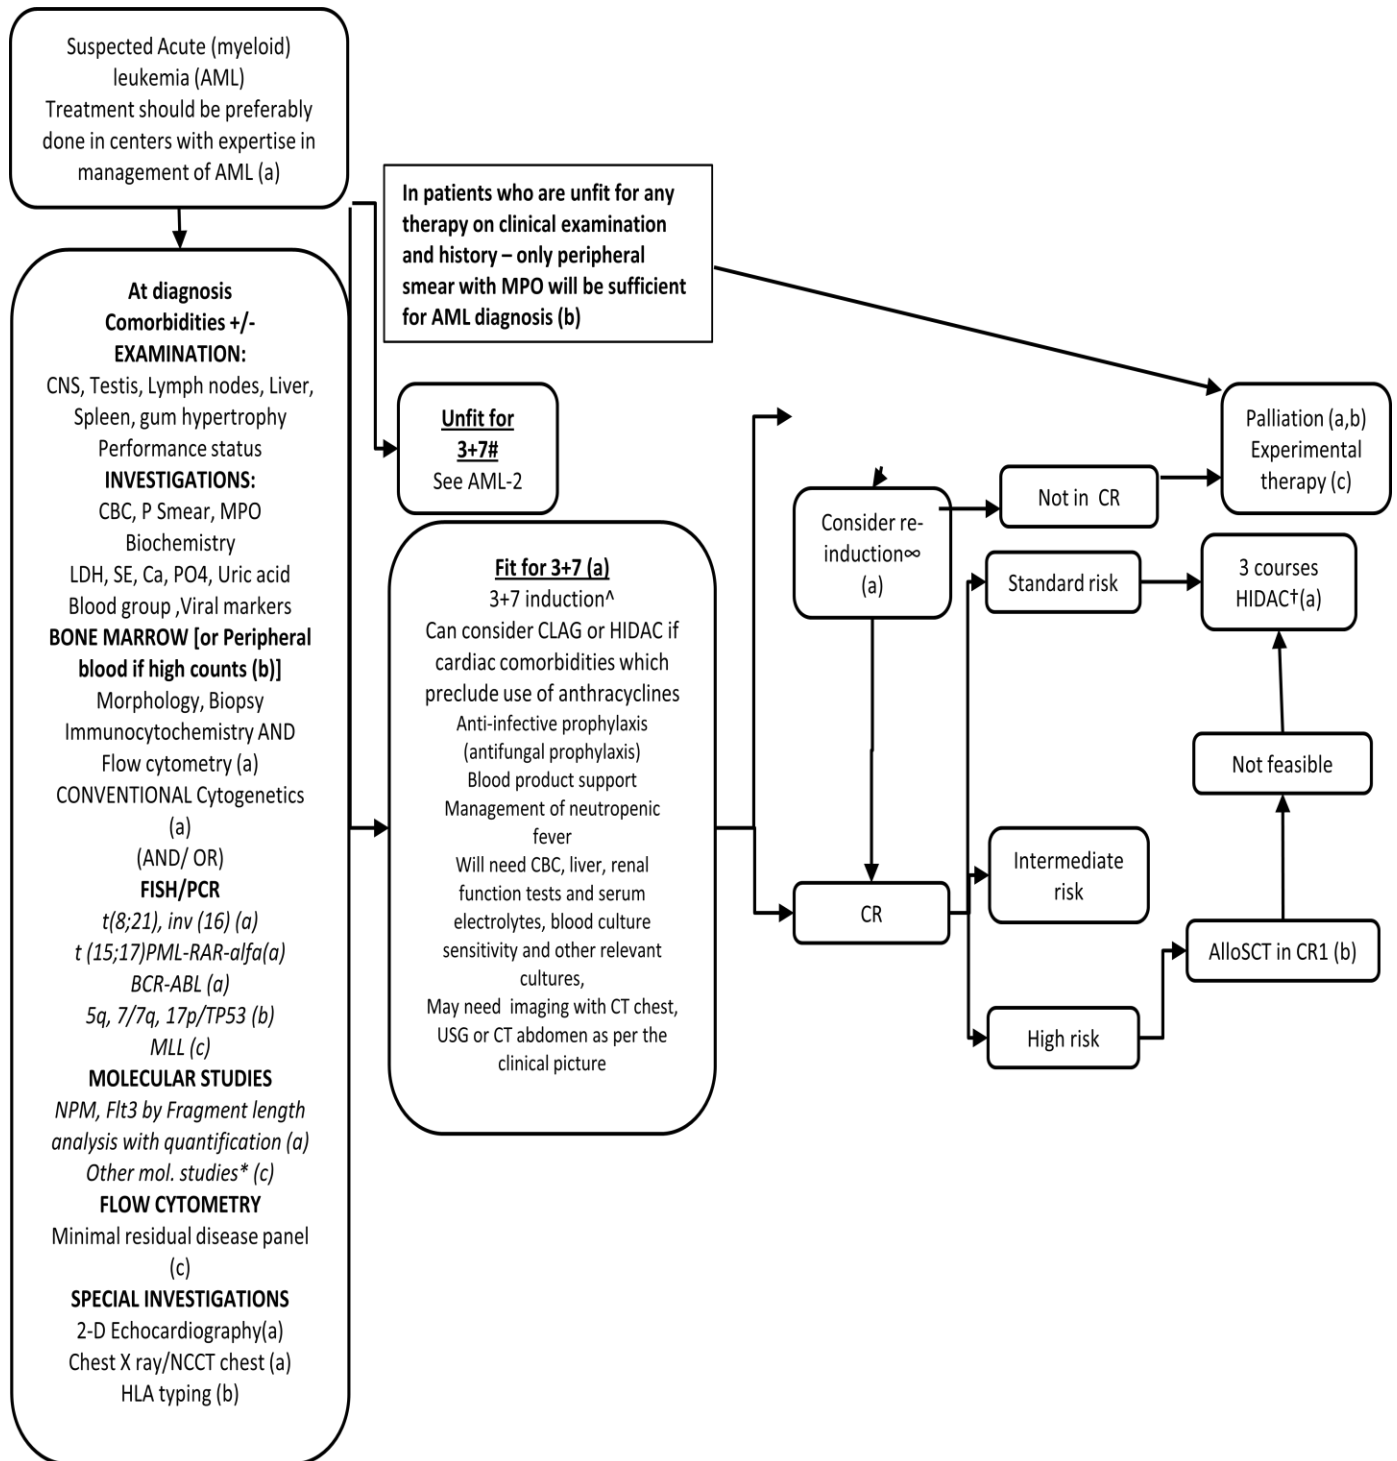 Suspected Acute (myeloid)
leukemia (AML)
Treatment should be preferably
done in centers with expertise in
management of AML (a)
In patients who are unfit for any
therapy on clinical examination
and history – only peripheral
smear with MPO will be sufficient
for AML diagnosis (b)
At diagnosis
Comorbidities +/-
EXAMINATION:
CNS, Testis, Lymph nodes, Liver,
Spleen, gum hypertrophy
Performance status
INVESTIGATIONS:
CBC, P Smear, MPO
Biochemistry
LDH, SE, Ca, PO4, Uric acid
Blood group ,Viral markers
BONE MARROW [or Peripheral
blood if high counts (b)]
Morphology, Biopsy
Immunocytochemistry AND
Flow cytometry (a)
CONVENTIONAL Cytogenetics
(a)
(AND/ OR)
FISH/PCR
t(8;21), inv (16) (a)
t (15;17)PML-RAR-alfa(a)
BCR-ABL (a)
5q, 7/7q, 17p/TP53 (b)
MLL (c)
MOLECULAR STUDIES
NPM, Flt3 by Fragment length
analysis with quantification (a)
Other mol. studies* (c)
FLOW CYTOMETRY
Minimal residual disease panel
(c)
SPECIAL INVESTIGATIONS
2-D Echocardiography(a)
Chest X ray/NCCT chest (a)
HLA typing (b)
Unfit for
3+7#
See AML-2
Fit for 3+7 (a)
3+7 induction^
Can consider CLAG or HIDAC if
cardiac comorbidities which
preclude use of anthracyclines
Anti-infective prophylaxis
(antifungal prophylaxis)
Blood product support
Management of neutropenic
fever
Will need CBC, liver, renal
function tests and serum
electrolytes, blood culture
sensitivity and other relevant
cultures,
May need  imaging with CT chest,
USG or CT abdomen as per the
clinical picture
Consider re-
induction∞
(a)
CR
Not in  CR
Standard risk
Intermediate
risk
High risk
Palliation (a,b)
Experimental
therapy (c)
3 courses
HIDAC†(a)
Not feasible
AlloSCT in CR1 (b)